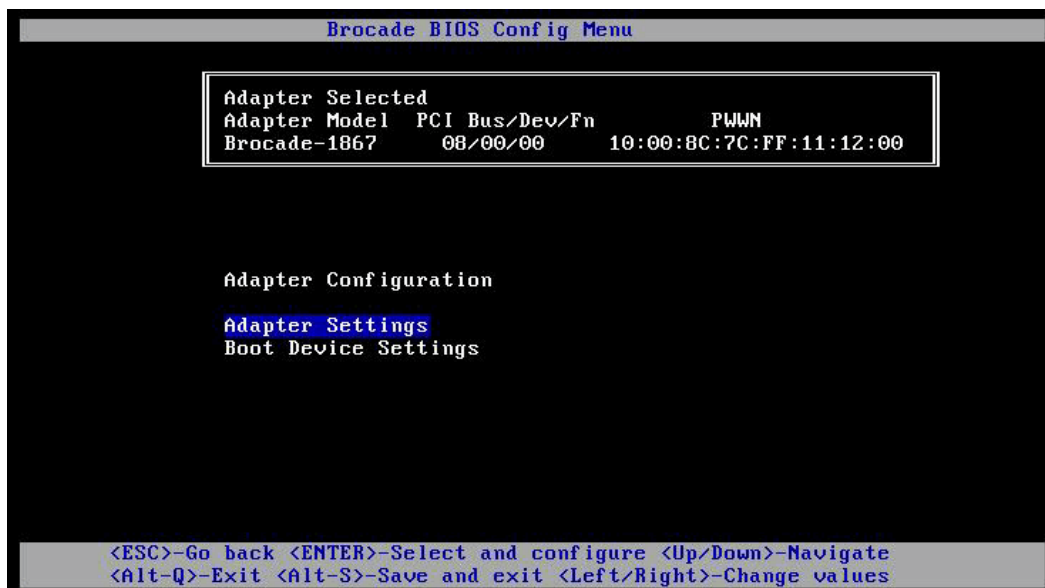 Brocade BIOS Config Menu
Adapter Selected
Adapter Model PCI Bus/Dev/Fn PWWN
Brocade-1867 08/00/00 10:00:8C:7C:FF:11:12:00
Adapter Configuration
Adapter Settings
Boot Device Settings
<ESC>-Go back <ENTER>-Select and configure <Up/Down>-Navigate
<Alt-Q>-Exit <Alt-S>-Save and exit <Left/Right>-Change values